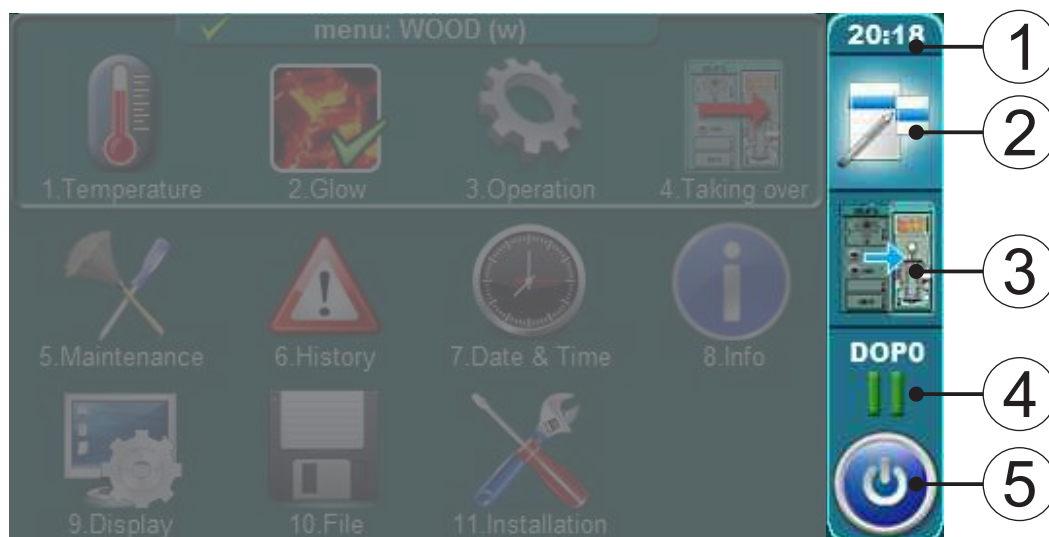 menu: WOOD (w)
20:18
1
2
1.Temperature
2.Glow
3.Operation
4.Taking over
3
5.Maintenance
6.History
7.Date & Time
8.Info
DOP0
4
5
9.Display
10.File
11.Installation